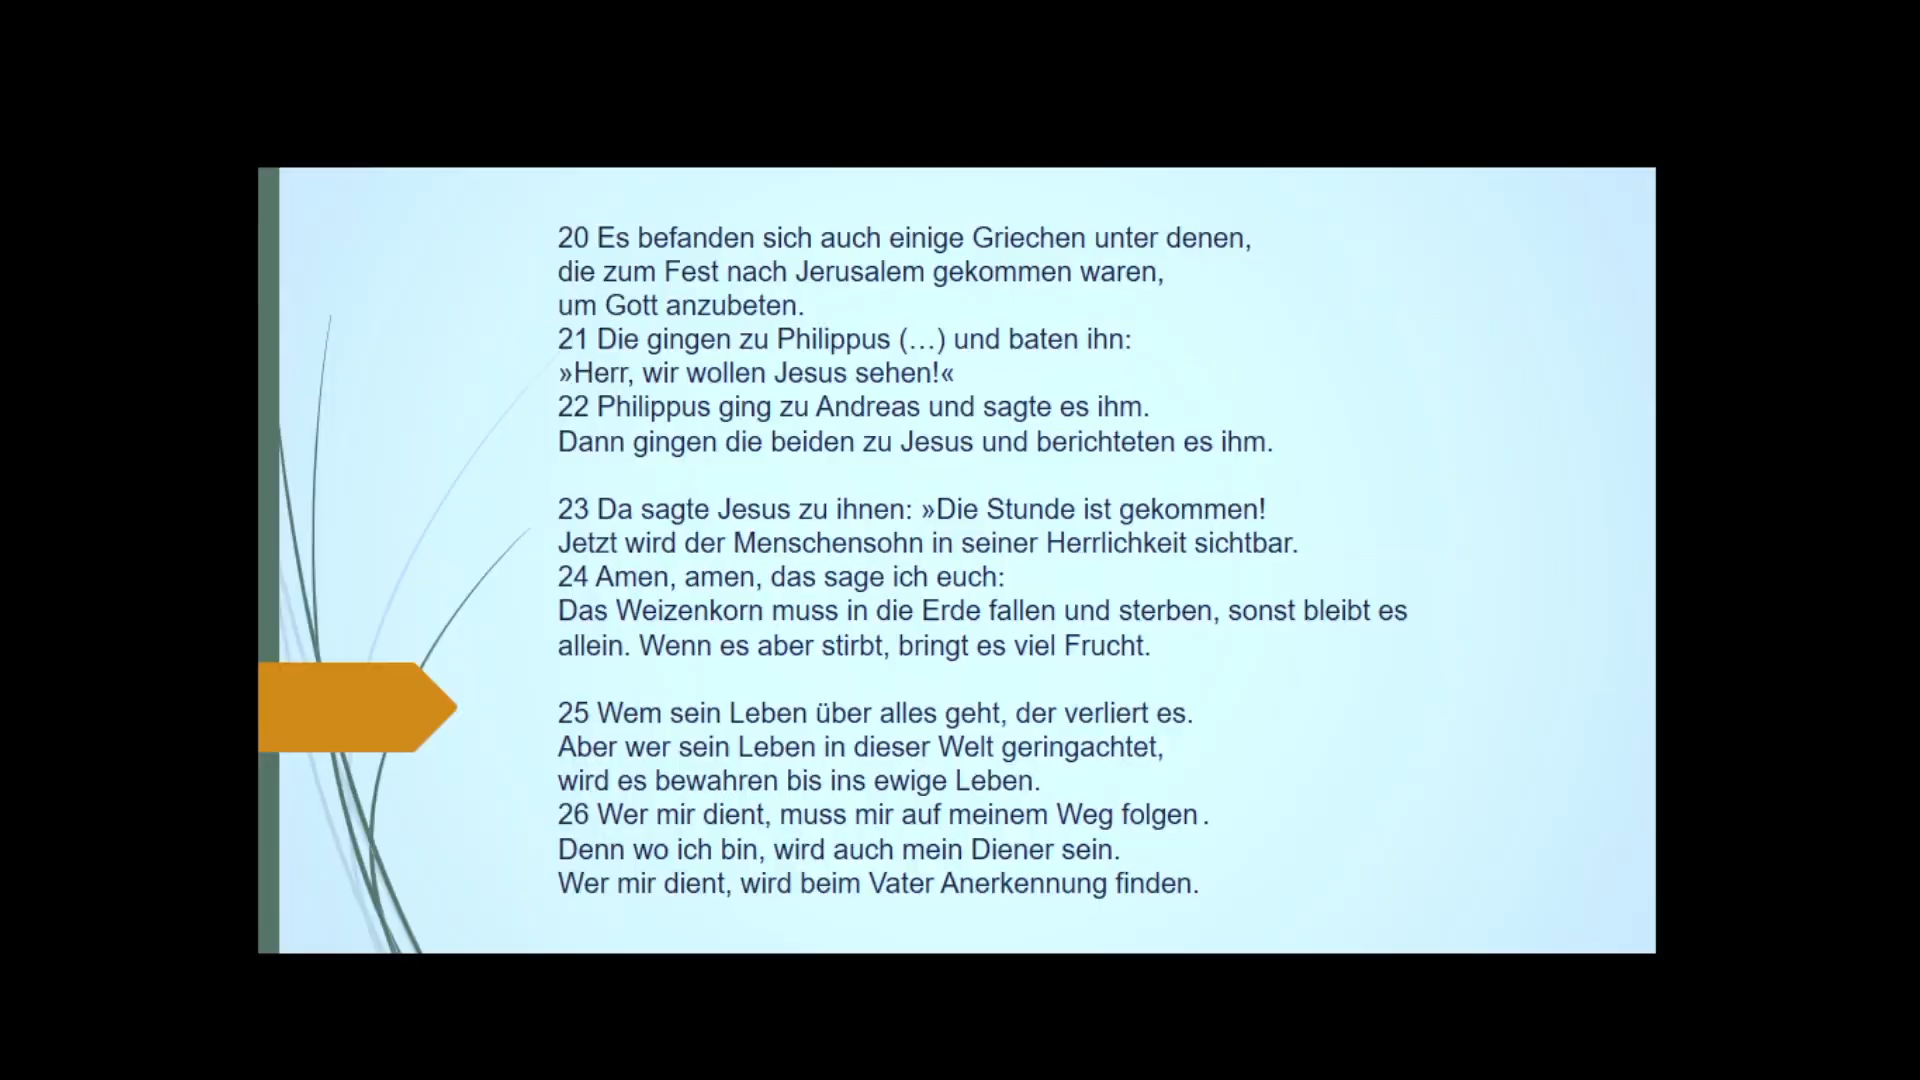 20 Es befanden sich auch einige Griechen unter denen,
die zum Fest nach Jerusalem gekommen waren,
um Gott anzubeten.
21 Die gingen zu Philippus (…) und baten ihn:
»Herr, wir wollen Jesus sehen!«
22 Philippus ging zu Andreas und sagte es ihm.
Dann gingen die beiden zu Jesus und berichteten es ihm.
23 Da sagte Jesus zu ihnen: »Die Stunde ist gekommen!
Jetzt wird der Menschensohn in seiner Herrlichkeit sichtbar.
24 Amen, amen, das sage ich euch:
Das Weizenkorn muss in die Erde fallen und sterben, sonst bleibt es
allein. Wenn es aber stirbt, bringt es viel Frucht.
25 Wem sein Leben über alles geht, der verliert es.
Aber wer sein Leben in dieser Welt geringachtet,
wird es bewahren bis ins ewige Leben.
26 Wer mir dient, muss mir auf meinem Weg folgen .
Denn wo ich bin, wird auch mein Diener sein.
Wer mir dient, wird beim Vater Anerkennung finden.